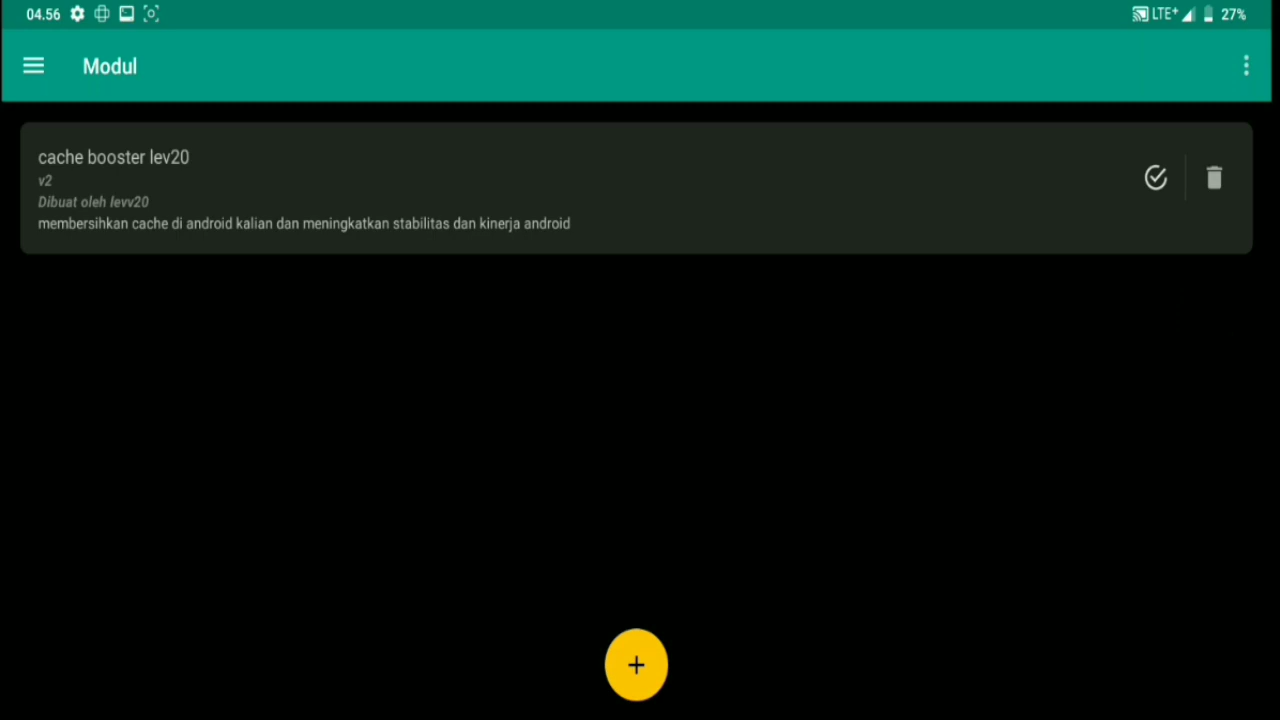 04.56 LTE+ 27%
Modul
cache booster lev20
v2
Dibuat oleh levv20
membersihkan cache di android kalian dan meningkatkan stabilitas dan kinerja android
+